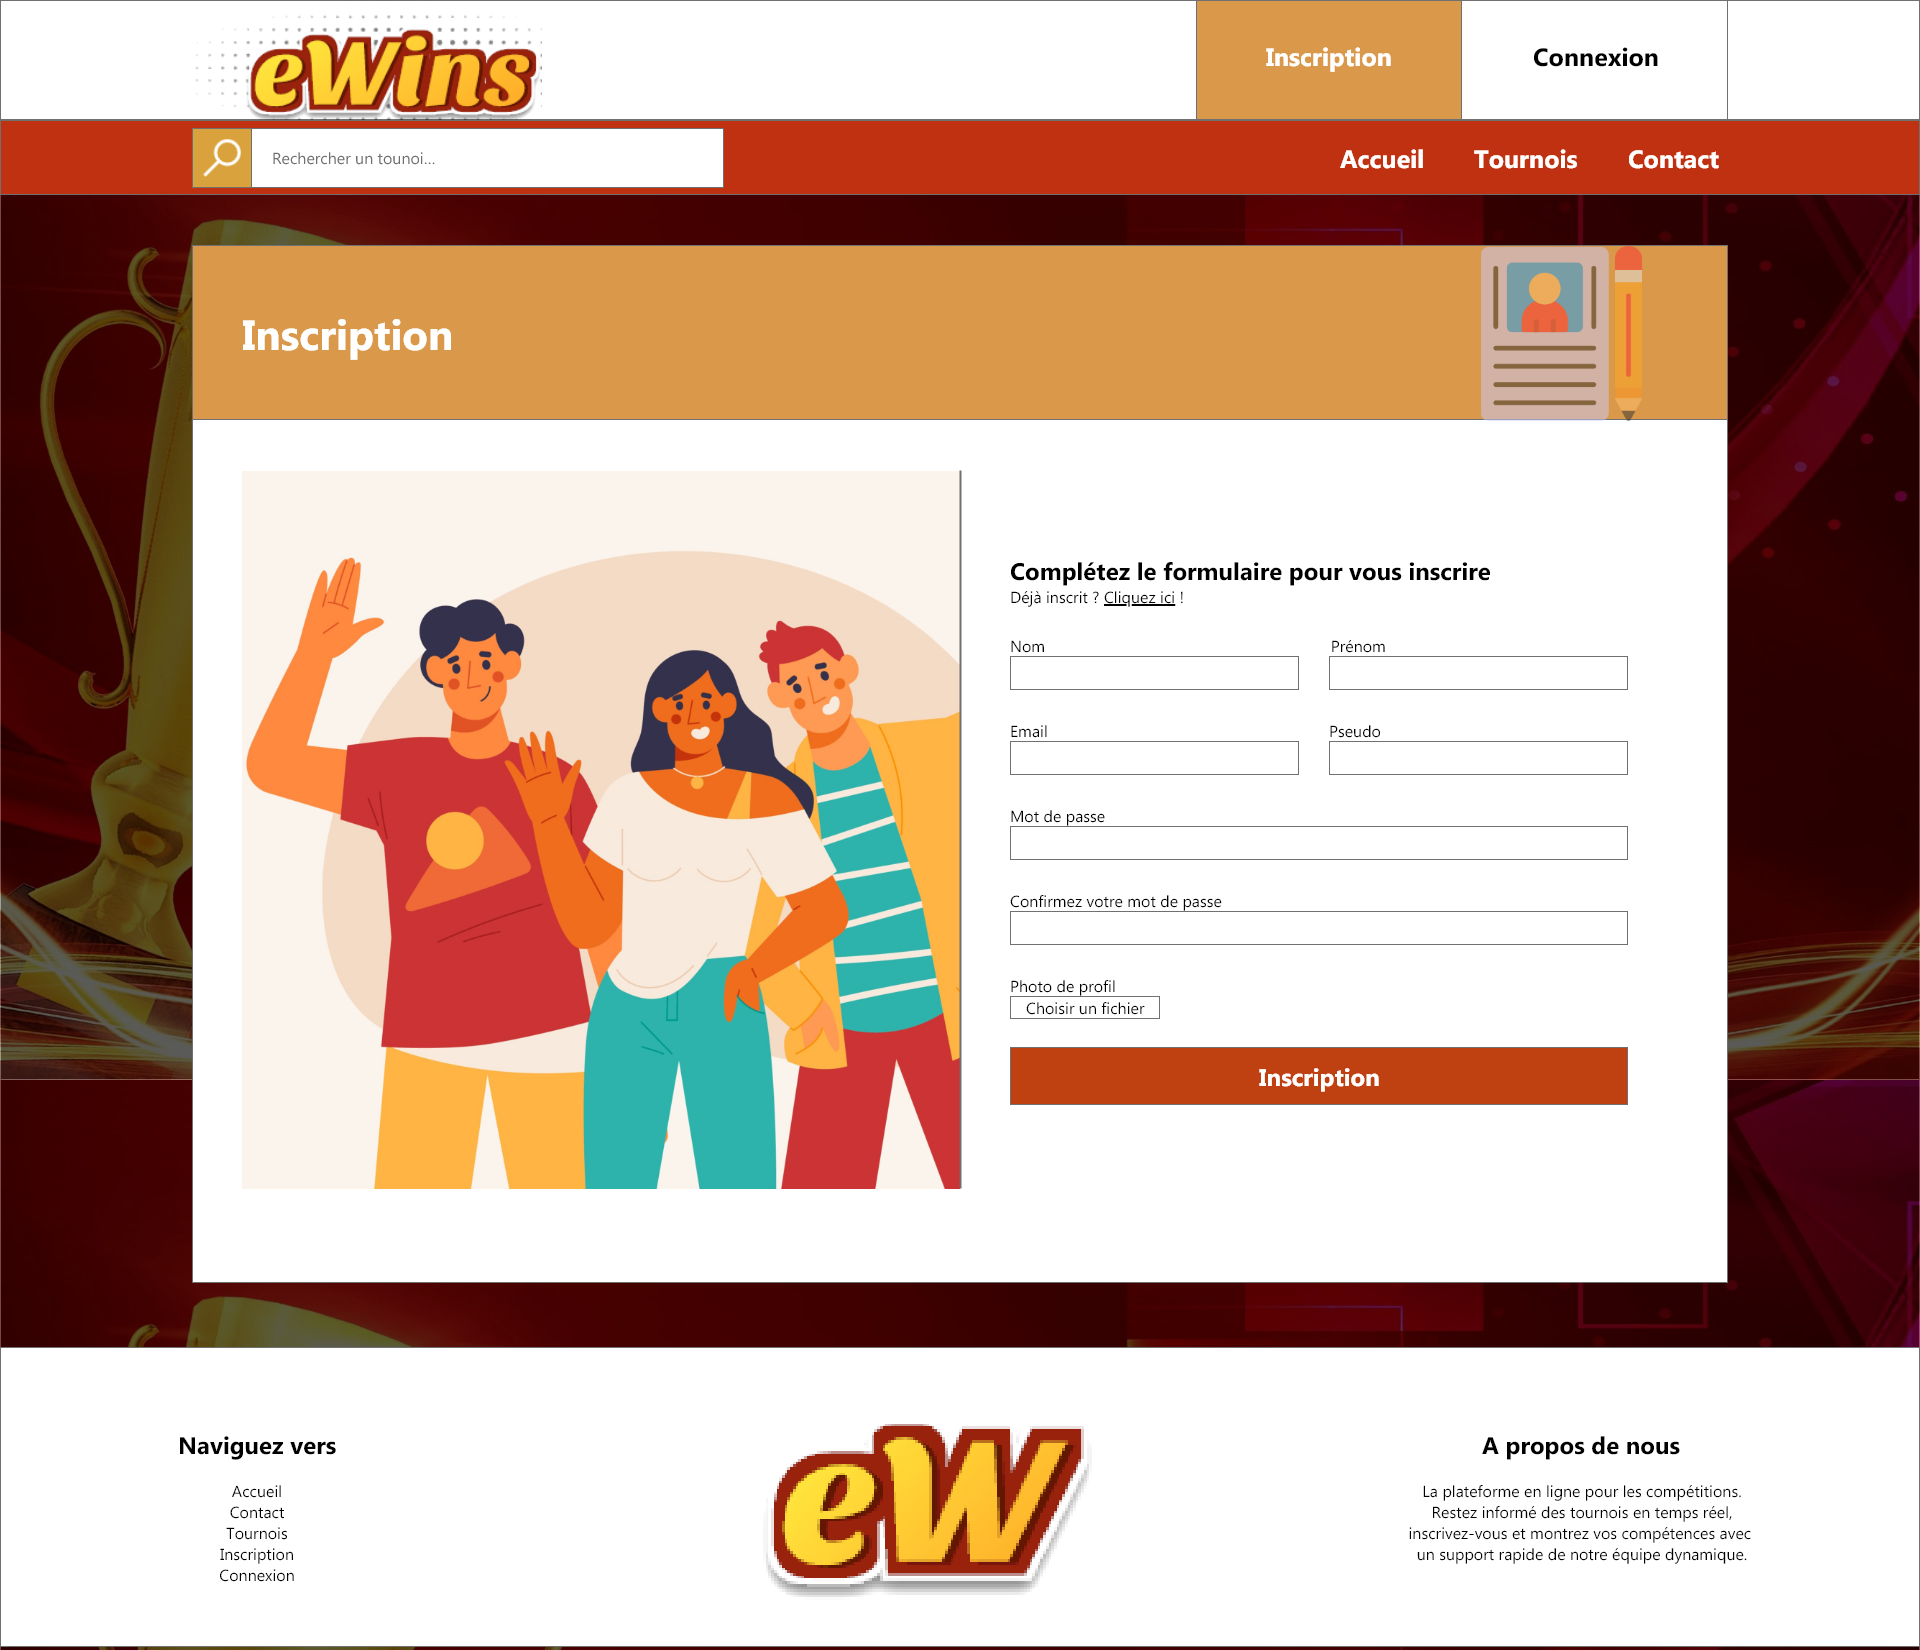 eWins
Inscription
Connexion
Rechercher un tounoi...
Accueil
Tournois
Contact
Inscription
Complétez le formulaire pour vous inscrire
Déjà inscrit ? Cliquez ici !
Nom
Prénom
Email
Pseudo
Mot de passe
Confirmez votre mot de passe
Photo de profil
Choisir un fichier
Inscription
Naviguez vers
Accueil
Contact
Tournois
Inscription
Connexion
eW
A propos de nous
La plateforme en ligne pour les compétitions.
Restez informé des tournois en temps réel,
inscrivez-vous et montrez vos compétences avec
un support rapide de notre équipe dynamique.